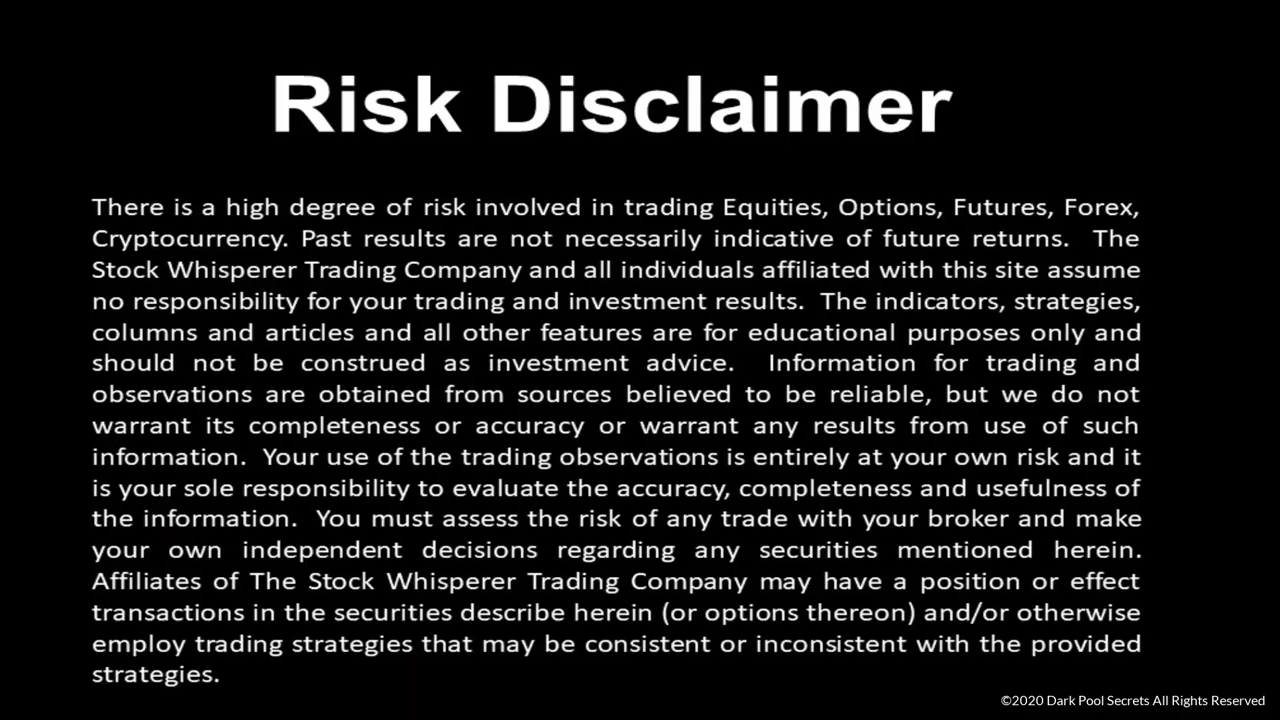 Risk Disclaimer
There is a high degree of risk involved in trading Equities, Options, Futures, Forex,
Cryptocurrency. Past results are not necessarily indicative of future returns.  The
Stock Whisperer Trading Company and all individuals affiliated with this site assume
no responsibility for your trading and investment results.  The indicators, strategies,
columns and articles and all other features are for educational purposes only and
should not be construed as investment advice.  Information for trading and
observations are obtained from sources believed to be reliable, but we do not
warrant its completeness or accuracy or warrant any results from use of such
information.  Your use of the trading observations is entirely at your own risk and it
is your sole responsibility to evaluate the accuracy, completeness and usefulness of
the information.  You must assess the risk of any trade with your broker and make
your own independent decisions regarding any securities mentioned herein.
Affiliates of The Stock Whisperer Trading Company may have a position or effect
transactions in the securities describe herein (or options thereon) and/or otherwise
employ trading strategies that may be consistent or inconsistent with the provided
strategies.
©2020 Dark Pool Secrets All Rights Reserved